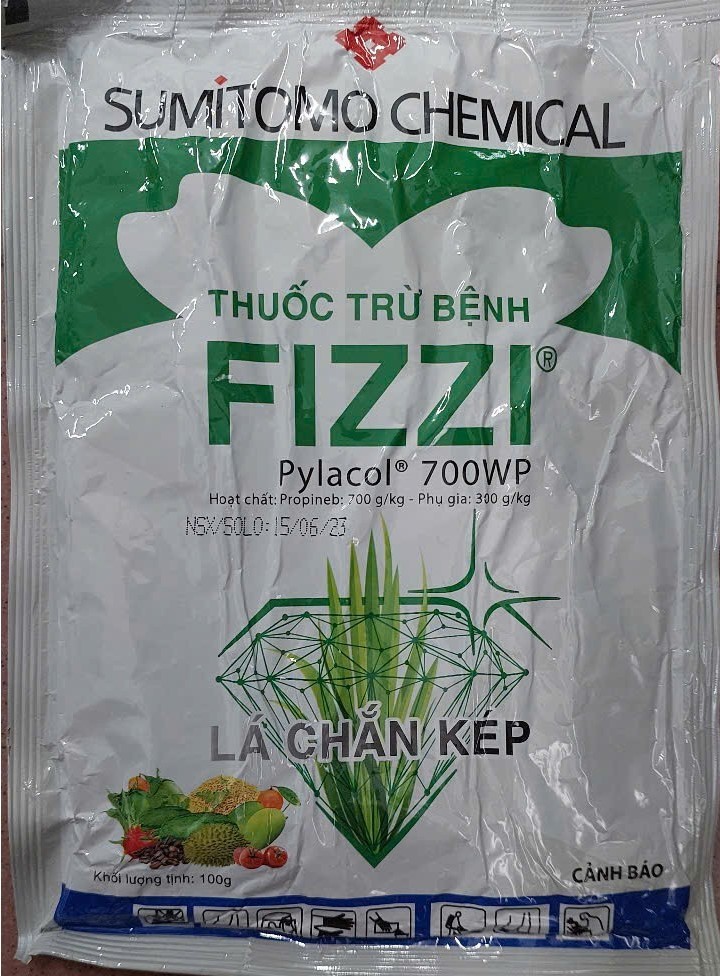 SUMITOMO CHEMICAL
THUỐC TRỪ BỆNH
FIZZI®
Pylacol® 700WP
Hoạt chất: Propineb: 700 g/kg - Phụ gia: 300 g/kg
NSX/SOLO: 15/06/23
LÁ CHẮN KÉP
Khối lượng tịnh: 100g
CẢNH BÁO